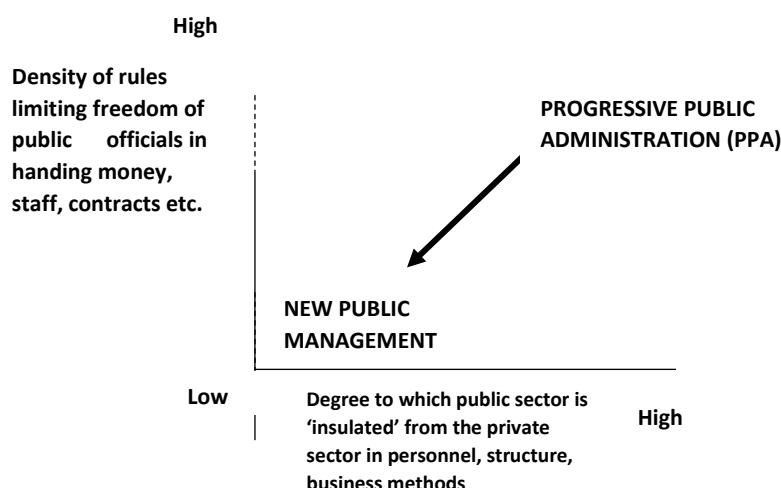 High
Density of rules
limiting freedom of
public officials in
handing money,
staff, contracts etc.
PROGRESSIVE PUBLIC
ADMINISTRATION (PPA)
NEW PUBLIC
MANAGEMENT
Low
Degree to which public sector is
‘insulated’ from the private
sector in personnel, structure,
business methods
High